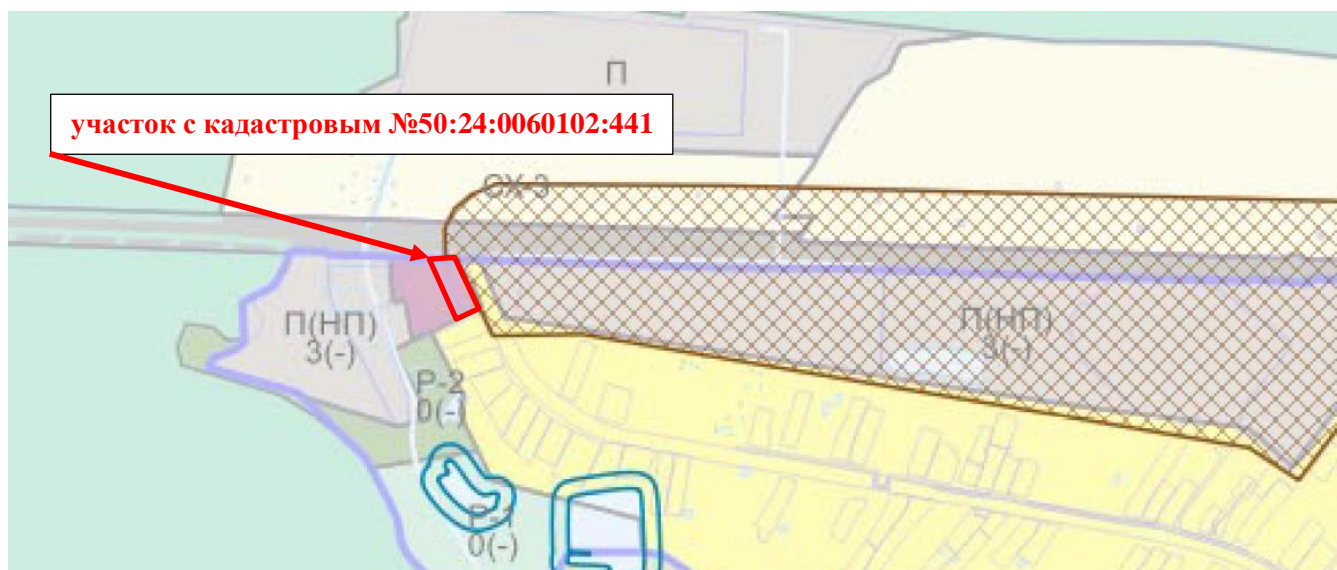 П
участок с кадастровым №50:24:0060102:441
СХ-3
П(НП)
3(-)
П(НП)
3(-)
Р-2
0(-)
Р-1
0(-)